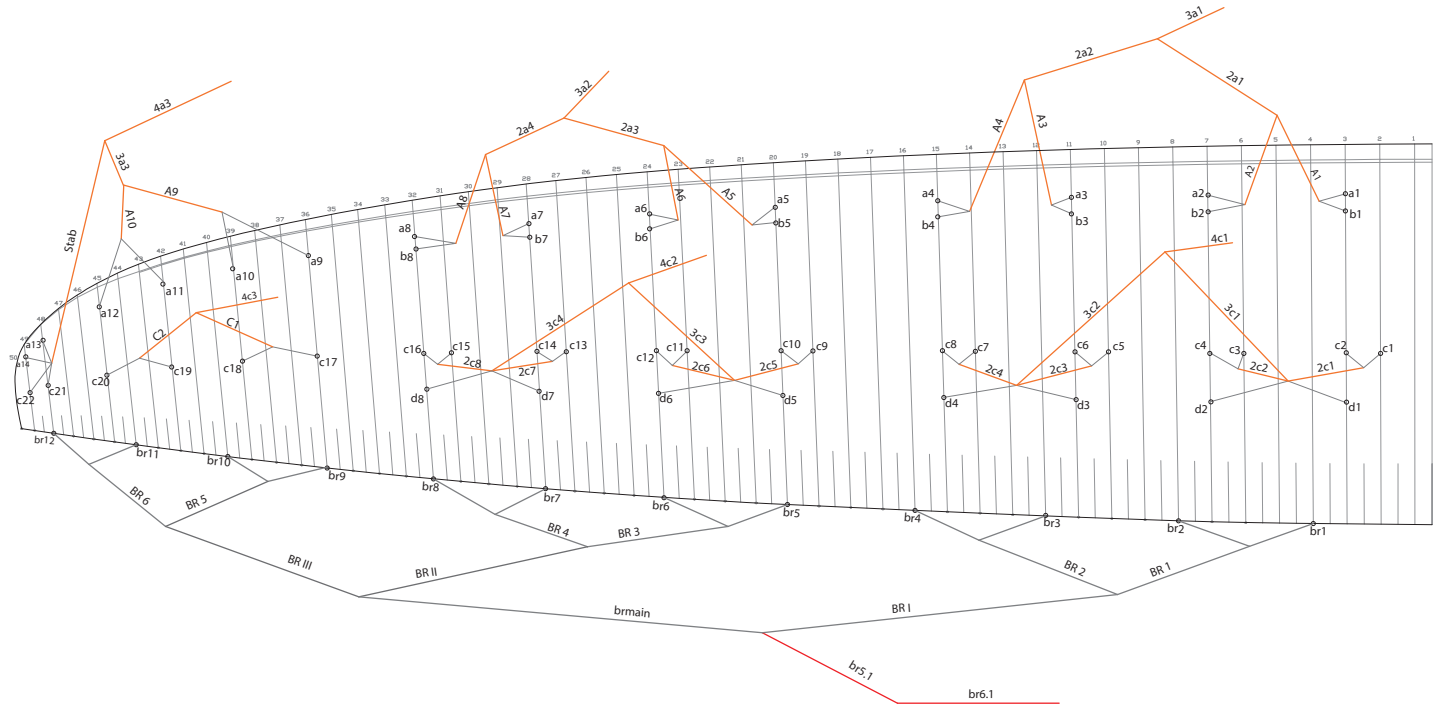 3a1
2a2
2a1
3a2
2a4
2a3
4a3
3a3
A9
A10
Stab
A8
A7
A6
A5
A4
A3
A2
A1
50
49
48
47
46
45
44
43
42
41
40
39
38
37
36
35
34
33
32
31
30
29
28
27
26
25
24
23
22
21
20
19
18
17
16
15
14
13
12
11
10
9
8
7
6
5
4
3
2
1
a1
b1
a2
b2
a3
b3
a4
b4
a5
b5
a6
b6
a7
b7
a8
b8
a9
a10
a11
a12
a13
a14
4c1
3c2
3c1
4c2
3c4
3c3
4c3
C2
C1
c1
c2
c3
c4
c5
c6
c7
c8
c9
c10
c11
c12
c13
c14
c15
c16
c17
c18
c19
c20
c21
c22
2c1
2c2
2c3
2c4
2c5
2c6
2c7
2c8
d1
d2
d3
d4
d5
d6
d7
d8
br12
br11
br10
br9
br8
br7
br6
br5
br4
br3
br2
br1
BR 6
BR 5
BR 4
BR 3
BR 2
BR 1
BR III
BR II
BR I
brmain
br5.1
br6.1